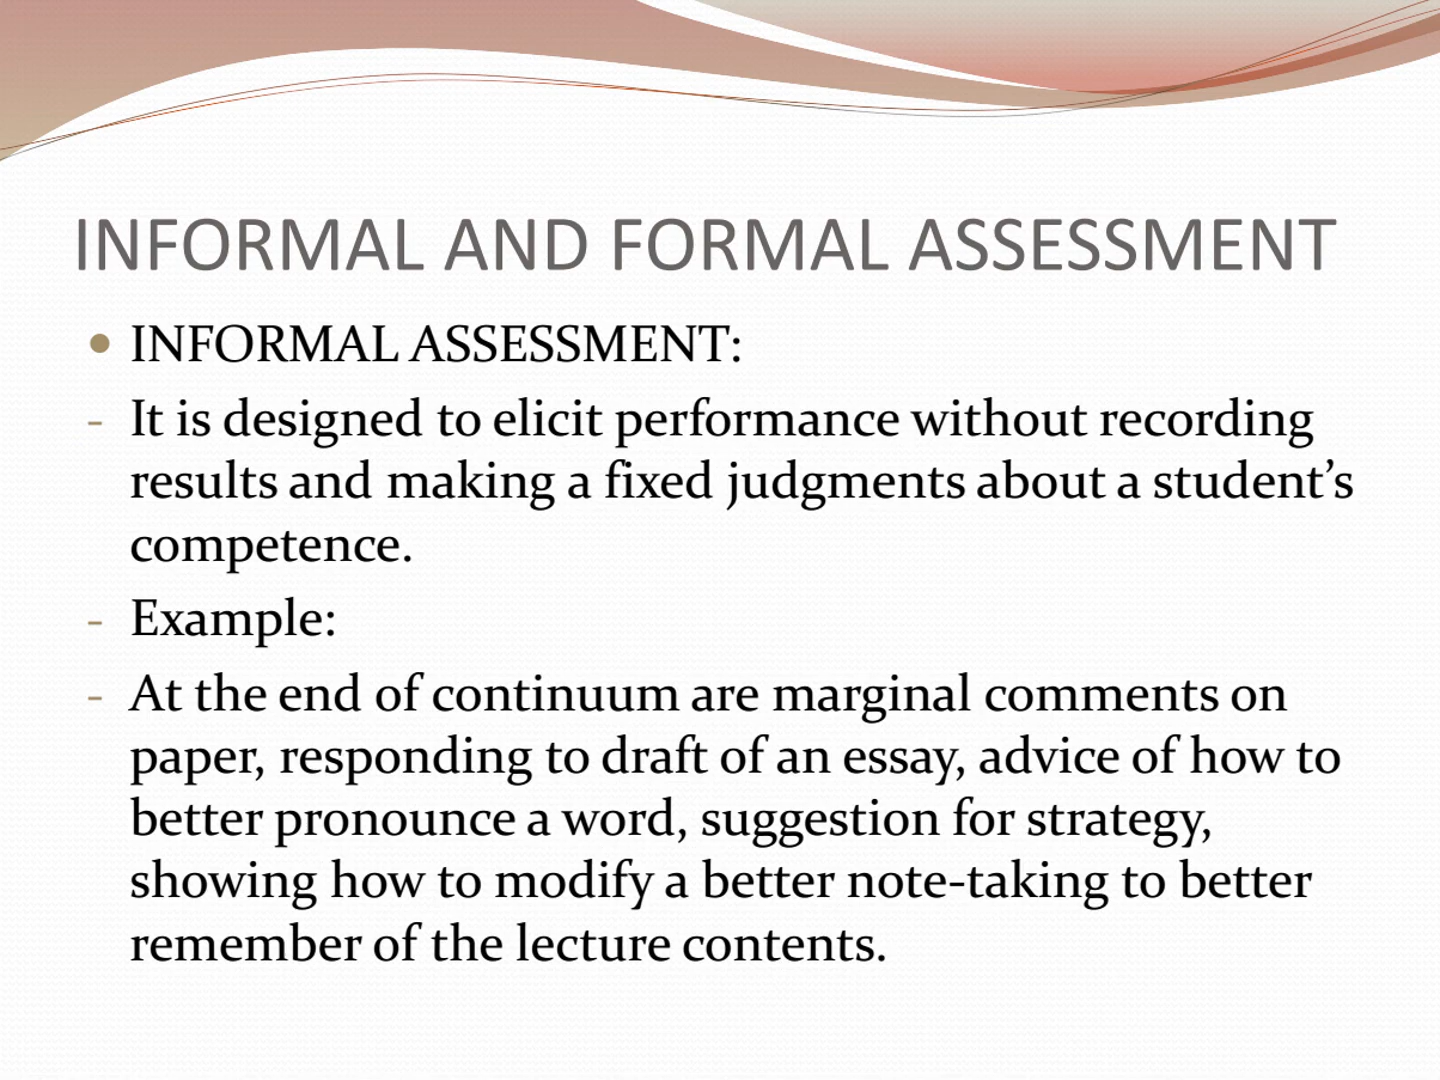 INFORMAL AND FORMAL ASSESSMENT
• INFORMAL ASSESSMENT:
- It is designed to elicit performance without recording
results and making a fixed judgments about a student’s
competence.
- Example:
- At the end of continuum are marginal comments on
paper, responding to draft of an essay, advice of how to
better pronounce a word, suggestion for strategy,
showing how to modify a better note-taking to better
remember of the lecture contents.